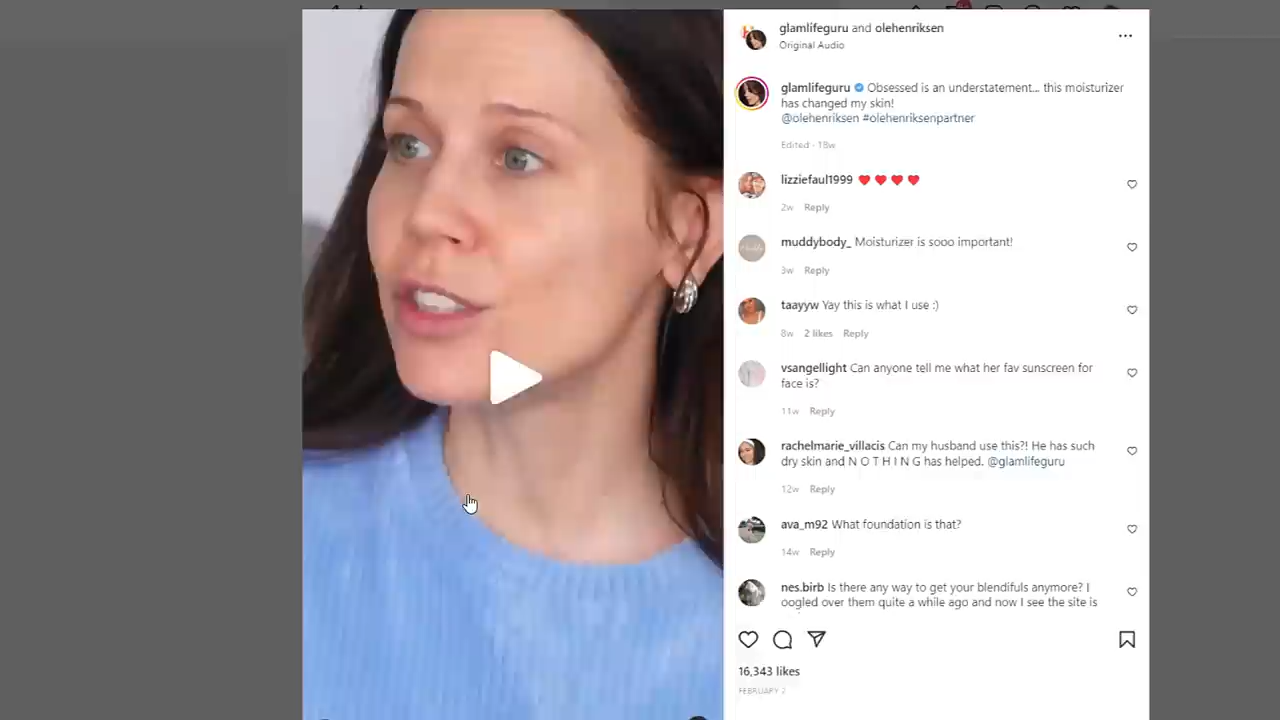 glamlifeguru and olehenriksen
Original Audio
glamlifeguru Obsessed is an understatement... this moisturizer
has changed my skin!
@olehenriksen #olehenriksenpartner
Edited · 18w
lizziefaul1999 ♥ ♥ ♥ ♥
2w Reply
muddybody_ Moisturizer is sooo important!
3w Reply
taayyw Yay this is what I use :)
8w 2 likes Reply
vsangellight Can anyone tell me what her fav sunscreen for
face is?
11w Reply
rachelmarie_villacis Can my husband use this?! He has such
dry skin and N O T H I N G has helped. @glamlifeguru
12w Reply
ava_m92 What foundation is that?
14w Reply
nes.birb Is there any way to get your blendifuls anymore? I
oogled over them quite a while ago and now I see the site is
16,343 likes
FEBRUARY 7